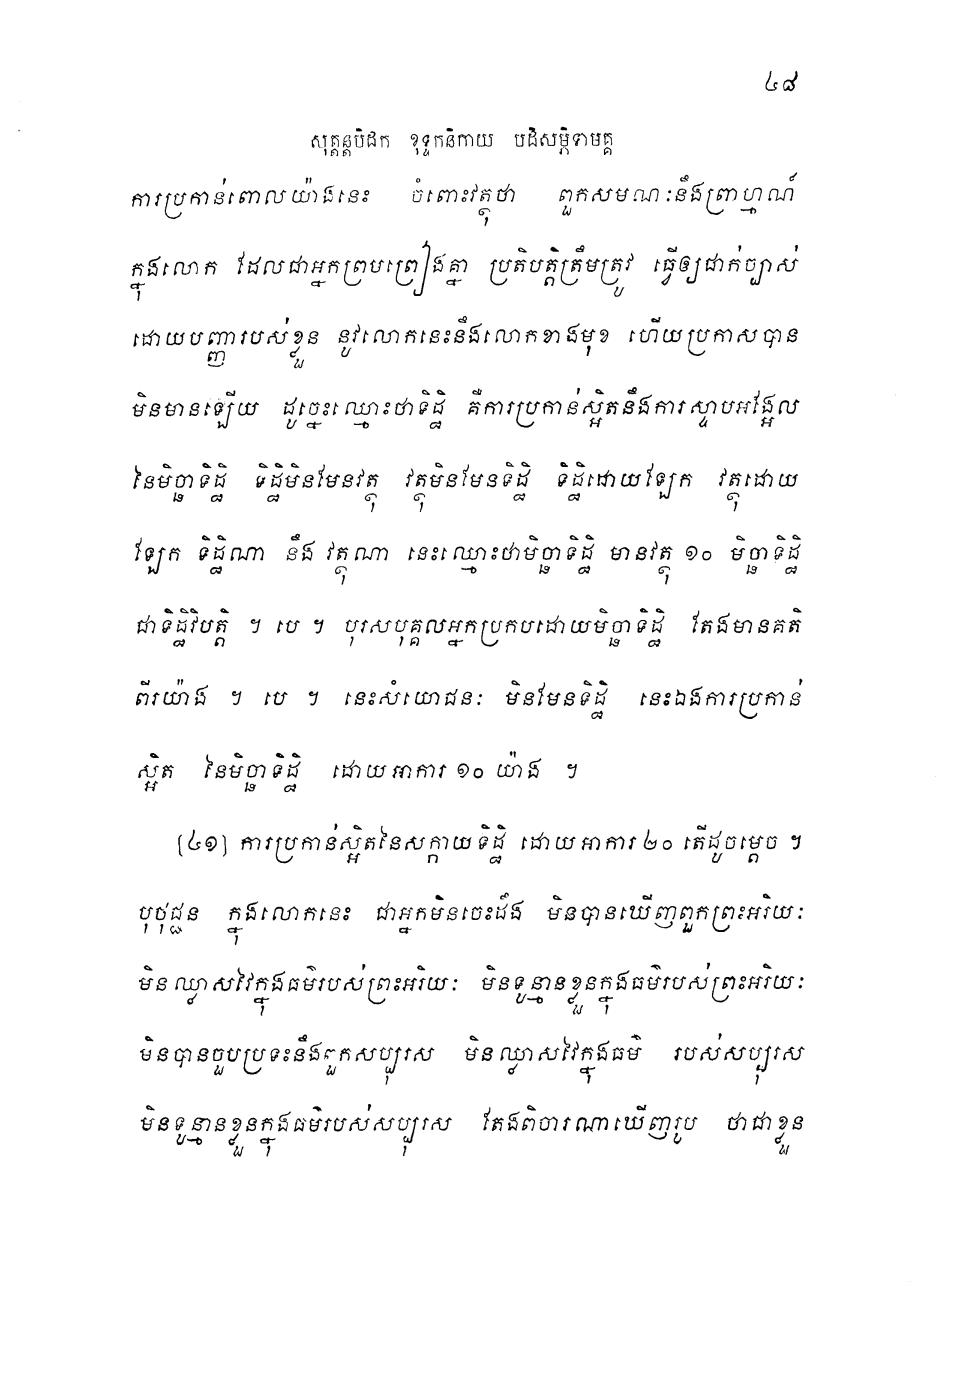 ៤៨
សុត្តន្តបិដក ខុទ្ទកនិកាយ បដិសម្ភិទាមគ្គ
ការប្រកាន់ពោលយ៉ាងនេះ ចំពោះវត្ថុថា ពួកសមណៈនឹងព្រាហ្មណ៍
ក្នុងលោក ដែលជាអ្នកព្រមព្រៀងគ្នា ប្រតិបត្តិត្រឹមត្រូវ ធ្វើឲ្យជាក់ច្បាស់
ដោយបញ្ញារបស់ខ្លួន នូវលោកនេះនឹងលោកខាងមុខ ហើយប្រកាសបាន
មិនមានឡើយ ដូច្នេះឈ្មោះថាទិដ្ឋិ គឺការប្រកាន់ស្អិតនឹងការស្ទាបអង្អែល
នៃមិច្ឆាទិដ្ឋិ ទិដ្ឋិមិនមែនវត្ថុ វត្ថុមិនមែនទិដ្ឋិ ទិដ្ឋិដោយឡែក វត្ថុដោយ
ឡែក ទិដ្ឋិណា នឹង វត្ថុណា នេះឈ្មោះថាមិច្ឆាទិដ្ឋិ មានវត្ថុ ១០ មិច្ឆាទិដ្ឋិ
ជាទិដ្ឋិវិបត្តិ ។ បេ ។ បុរសបុគ្គលអ្នកប្រកបដោយមិច្ឆាទិដ្ឋិ តែងមានគតិ
ពីរយ៉ាង ។ បេ ។ នេះសំយោជនៈ មិនមែនទិដ្ឋិ នេះឯងការប្រកាន់
ស្អិត នៃមិច្ឆាទិដ្ឋិ ដោយអាការ ១០ យ៉ាង ។
(៤១) ការប្រកាន់ស្អិតនៃសក្កាយទិដ្ឋិ ដោយអាការ ២០ តើដូចម្តេច ។
បុថុជ្ជន ក្នុងលោកនេះ ជាអ្នកមិនចេះដឹង មិនបានឃើញពួកព្រះអរិយៈ
មិនឈ្លាសវៃក្នុងធម៌របស់ព្រះអរិយៈ មិនទូន្មានខ្លួនក្នុងធម៌របស់ព្រះអរិយៈ
មិនបានចួបប្រទះនឹងពួកសប្បុរស មិនឈ្លាសវៃក្នុងធម៌ របស់សប្បុរស
មិនទូន្មានខ្លួនក្នុងធម៌របស់សប្បុរស តែងពិចារណាឃើញរូប ថាជាខ្លួន